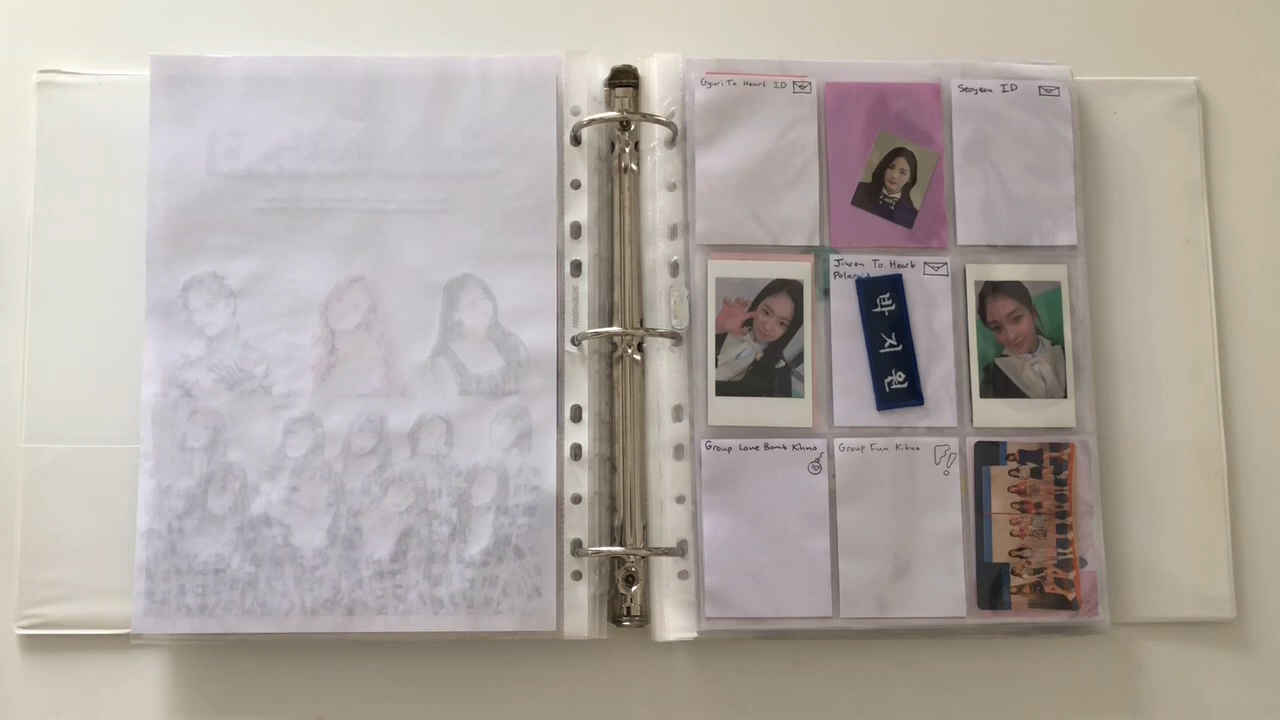 Gyuri To. Heart ID
Seoyeon ID
Jiwon To. Heart
Polaroid
박지원
Group Love Bomb Kihno
Group Fun Kihno